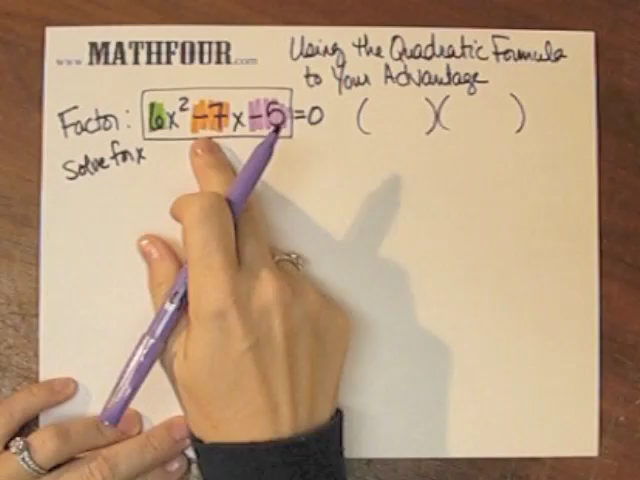 www.MATHFOUR.com
Using the Quadratic Formula
to Your Advantage
Factor: 6x² -7x -5 =0 (    )(    )
Solve for x